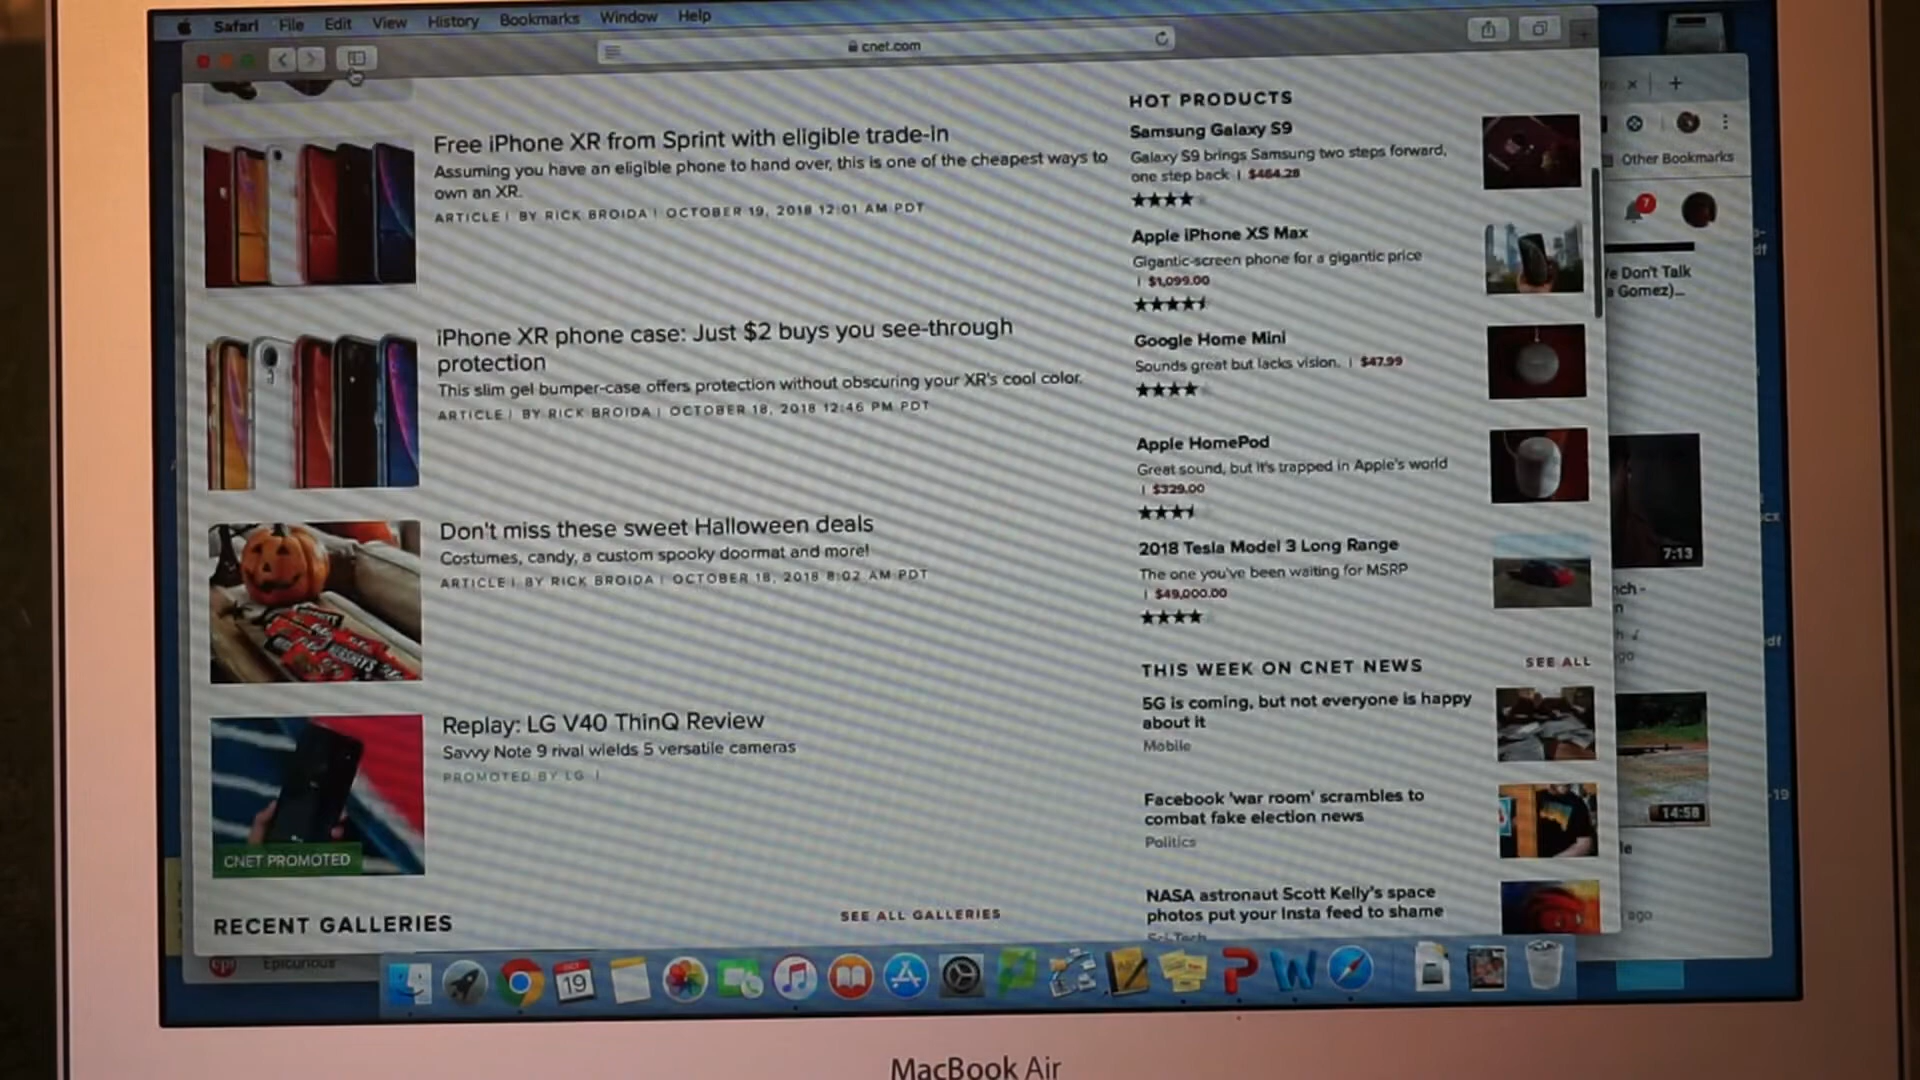 Safari File Edit View History Bookmarks Window Help
cnet.com
Free iPhone XR from Sprint with eligible trade-in
Assuming you have an eligible phone to hand over, this is one of the cheapest ways to
own an XR.
ARTICLE | BY RICK BROIDA | OCTOBER 19, 2018 12:01 AM PDT
iPhone XR phone case: Just $2 buys you see-through
protection
This slim gel bumper-case offers protection without obscuring your XR's cool color.
ARTICLE | BY RICK BROIDA | OCTOBER 18, 2018 12:46 PM PDT
Don't miss these sweet Halloween deals
Costumes, candy, a custom spooky doormat and more!
ARTICLE | BY RICK BROIDA | OCTOBER 18, 2018 8:02 AM PDT
HERSHEY'S
Replay: LG V40 ThinQ Review
Savvy Note 9 rival wields 5 versatile cameras
PROMOTED BY LG |
CNET PROMOTED
RECENT GALLERIES
SEE ALL GALLERIES
HOT PRODUCTS
Samsung Galaxy S9
Galaxy S9 brings Samsung two steps forward,
one step back | $464.28
Apple iPhone XS Max
Gigantic-screen phone for a gigantic price
| $1,099.00
Google Home Mini
Sounds great but lacks vision. | $47.99
Apple HomePod
Great sound, but it's trapped in Apple's world
| $329.00
2018 Tesla Model 3 Long Range
The one you've been waiting for MSRP
| $49,000.00
THIS WEEK ON CNET NEWS
SEE ALL
5G is coming, but not everyone is happy
about it
Mobile
Facebook 'war room' scrambles to
combat fake election news
Politics
NASA astronaut Scott Kelly's space
photos put your Insta feed to shame
Sci-Tech
Other Bookmarks
7
e Don't Talk
a Gomez)...
7:13
14:58
ago
-19
Epicurious
19
MacBook Air